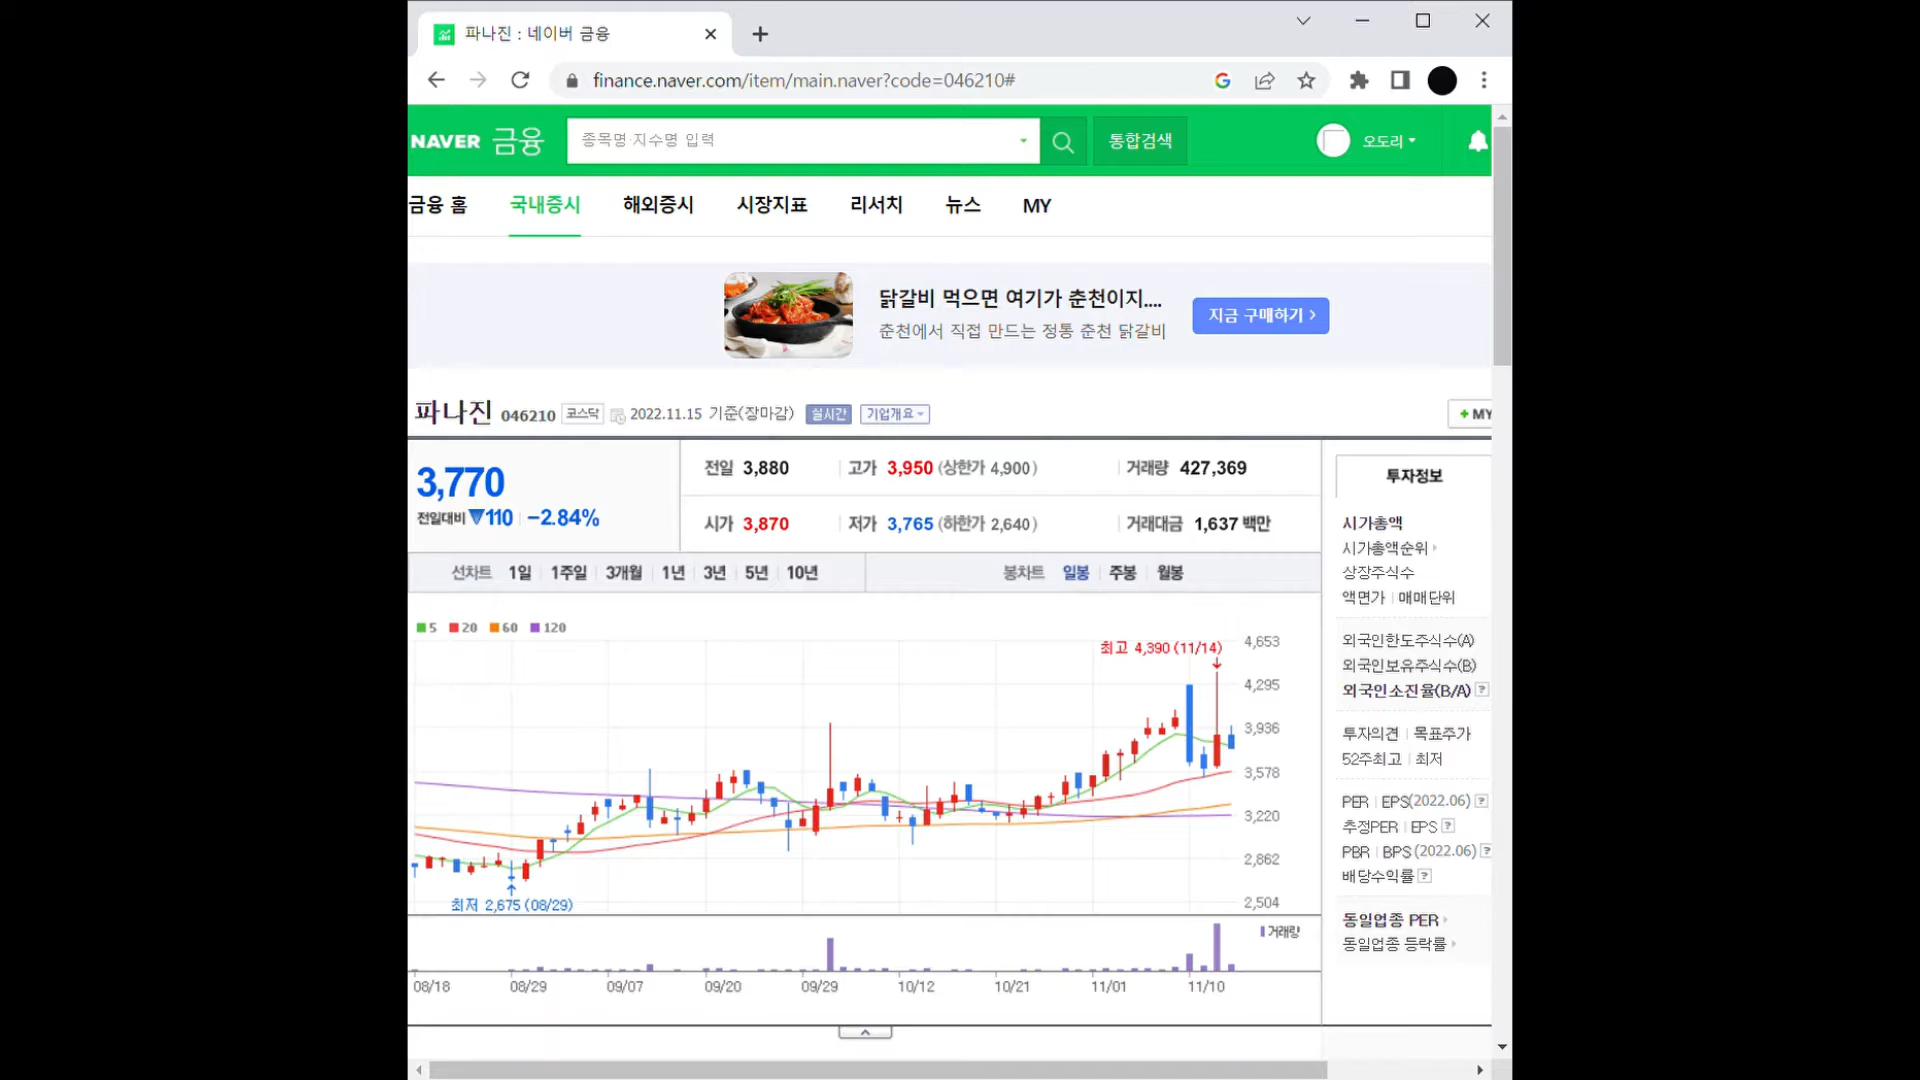 파나진 : 네이버 금융
finance.naver.com/item/main.naver?code=046210#
NAVER 금융
종목명·지수명 입력
통합검색
오도리
금융 홈 국내증시 해외증시 시장지표 리서치 뉴스 MY
닭갈비 먹으면 여기가 춘천이지....
춘천에서 직접 만드는 정통 춘천 닭갈비
지금 구매하기 >
파나진 046210 코스닥 2022.11.15 기준(장마감) 실시간 기업개요
+ MY
3,770
전일대비 ▼110 -2.84%
전일 3,880 고가 3,950 (상한가 4,900) 거래량 427,369
시가 3,870 저가 3,765 (하한가 2,640) 거래대금 1,637 백만
선차트 1일 1주일 3개월 1년 3년 5년 10년 봉차트 일봉 주봉 월봉
5 20 60 120
최고 4,390 (11/14)
4,653
4,295
3,936
3,578
3,220
2,862
2,504
최저 2,675 (08/29)
거래량
08/18 08/29 09/07 09/20 09/29 10/12 10/21 11/01 11/10
투자정보
시가총액
시가총액순위
상장주식수
액면가 | 매매단위
외국인한도주식수(A)
외국인보유주식수(B)
외국인소진율(B/A) ?
투자의견 | 목표주가
52주최고 | 최저
PER | EPS(2022.06) ?
추정PER | EPS ?
PBR | BPS (2022.06) ?
배당수익률 ?
동일업종 PER
동일업종 등락률